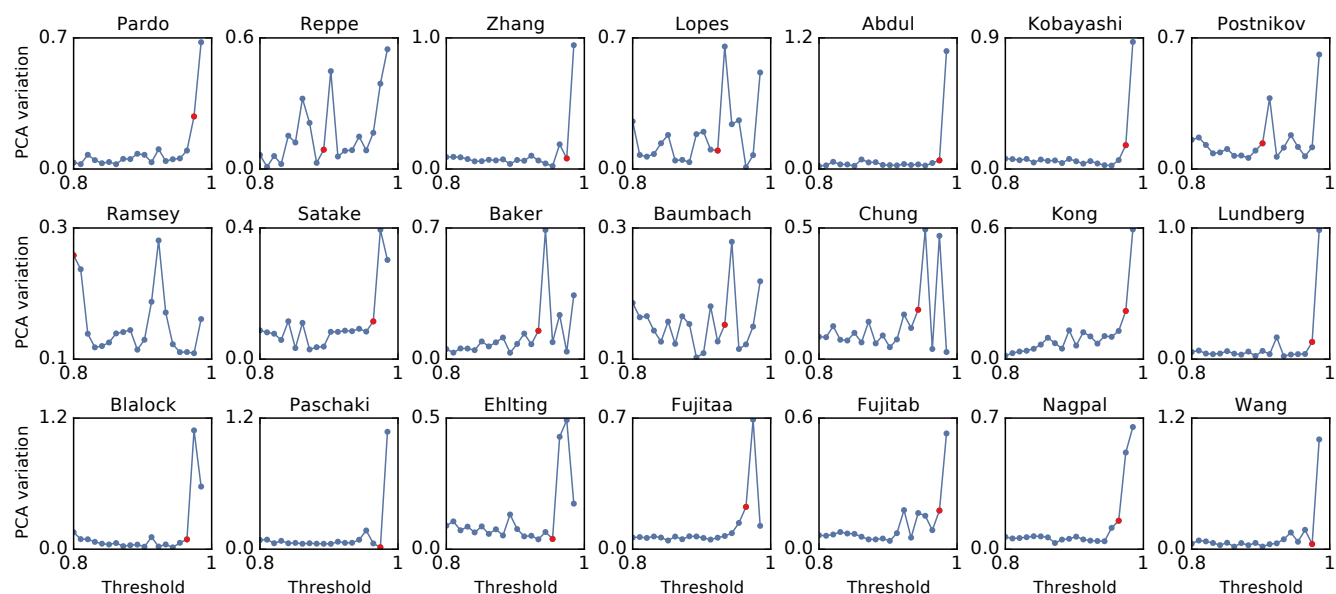 Pardo Reppe Zhang Lopes Abdul Kobayashi Postnikov
PCA variation
0.7 0.6 1.0 0.7 1.2 0.9 0.7
0.0 0.0 0.0 0.0 0.0 0.0 0.0
0.8 1 0.8 1 0.8 1 0.8 1 0.8 1 0.8 1 0.8 1
Ramsey Satake Baker Baumbach Chung Kong Lundberg
PCA variation
0.3 0.4 0.7 0.3 0.5 0.6 1.0
0.1 0.0 0.0 0.1 0.0 0.0 0.0
0.8 1 0.8 1 0.8 1 0.8 1 0.8 1 0.8 1 0.8 1
Blalock Paschaki Ehlting Fujitaa Fujitab Nagpal Wang
PCA variation
1.2 1.2 0.5 0.7 0.6 0.7 1.2
0.0 0.0 0.0 0.0 0.0 0.0 0.0
0.8 1 0.8 1 0.8 1 0.8 1 0.8 1 0.8 1 0.8 1
Threshold Threshold Threshold Threshold Threshold Threshold Threshold